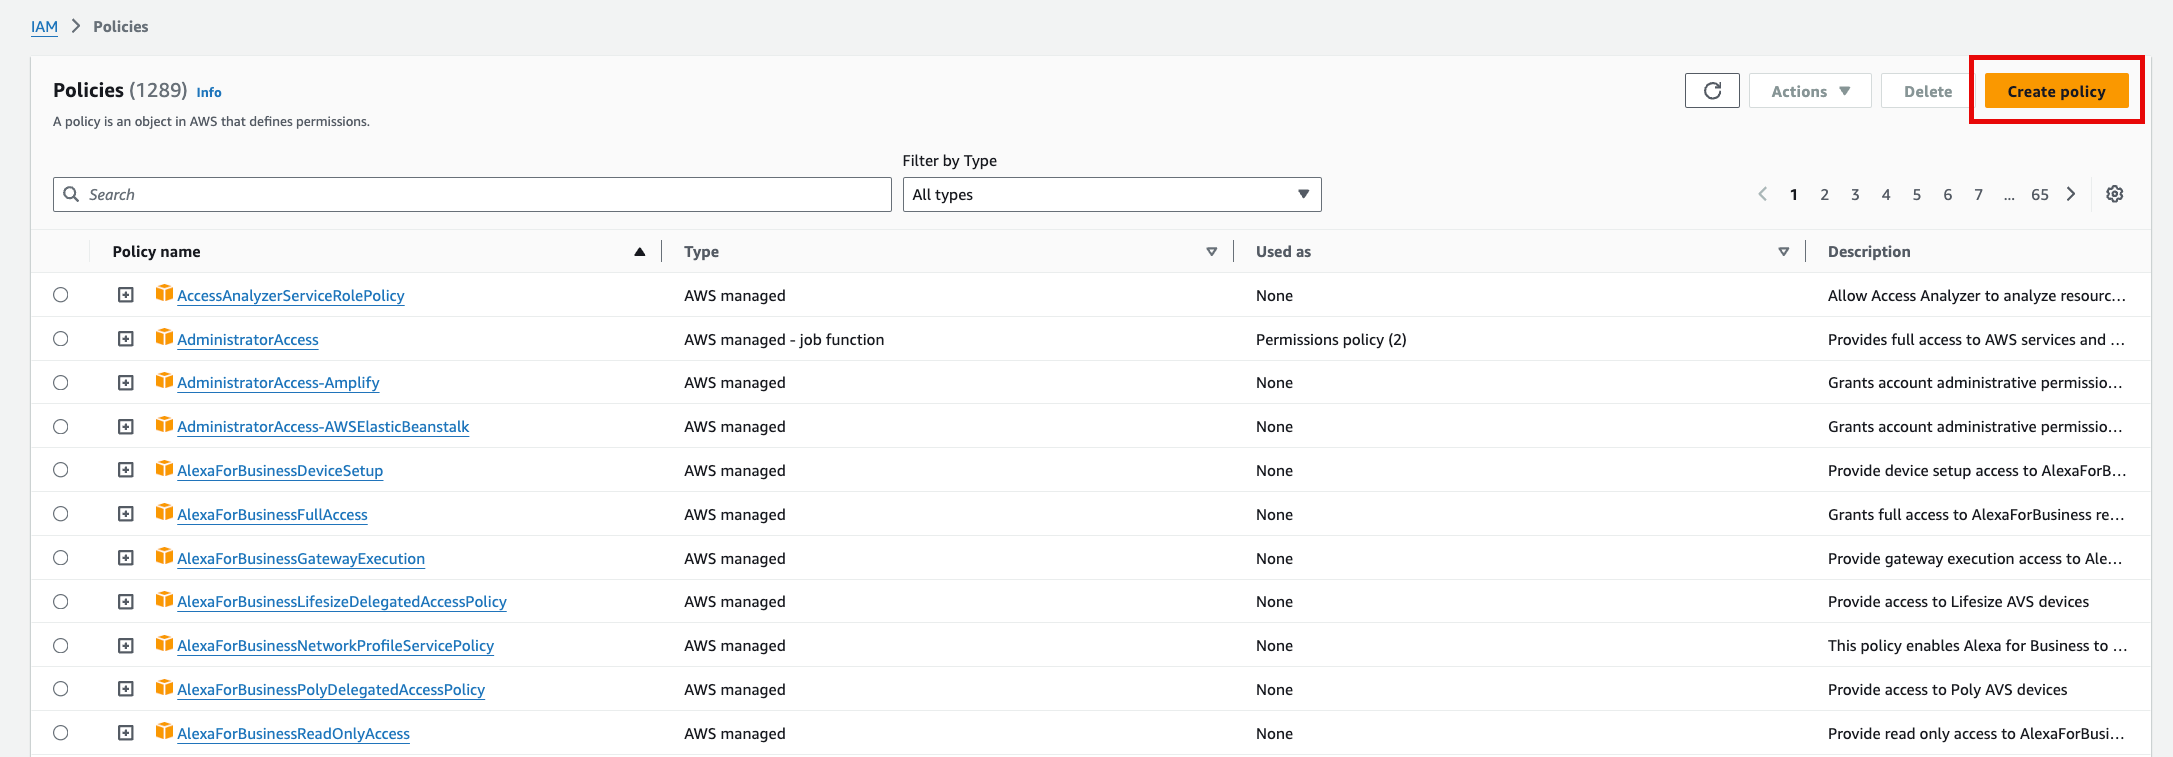 IAM > Policies
Policies (1289) Info
A policy is an object in AWS that defines permissions.
Actions
Delete
Create policy
Filter by Type
Search
All types
1 2 3 4 5 6 7 ... 65
Policy name Type Used as Description
AccessAnalyzerServiceRolePolicy AWS managed None Allow Access Analyzer to analyze resourc...
AdministratorAccess AWS managed - job function Permissions policy (2) Provides full access to AWS services and ...
AdministratorAccess-Amplify AWS managed None Grants account administrative permissio...
AdministratorAccess-AWSElasticBeanstalk AWS managed None Grants account administrative permissio...
AlexaForBusinessDeviceSetup AWS managed None Provide device setup access to AlexaForB...
AlexaForBusinessFullAccess AWS managed None Grants full access to AlexaForBusiness re...
AlexaForBusinessGatewayExecution AWS managed None Provide gateway execution access to Ale...
AlexaForBusinessLifesizeDelegatedAccessPolicy AWS managed None Provide access to Lifesize AVS devices
AlexaForBusinessNetworkProfileServicePolicy AWS managed None This policy enables Alexa for Business to ...
AlexaForBusinessPolyDelegatedAccessPolicy AWS managed None Provide access to Poly AVS devices
AlexaForBusinessReadOnlyAccess AWS managed None Provide read only access to AlexaForBusi...